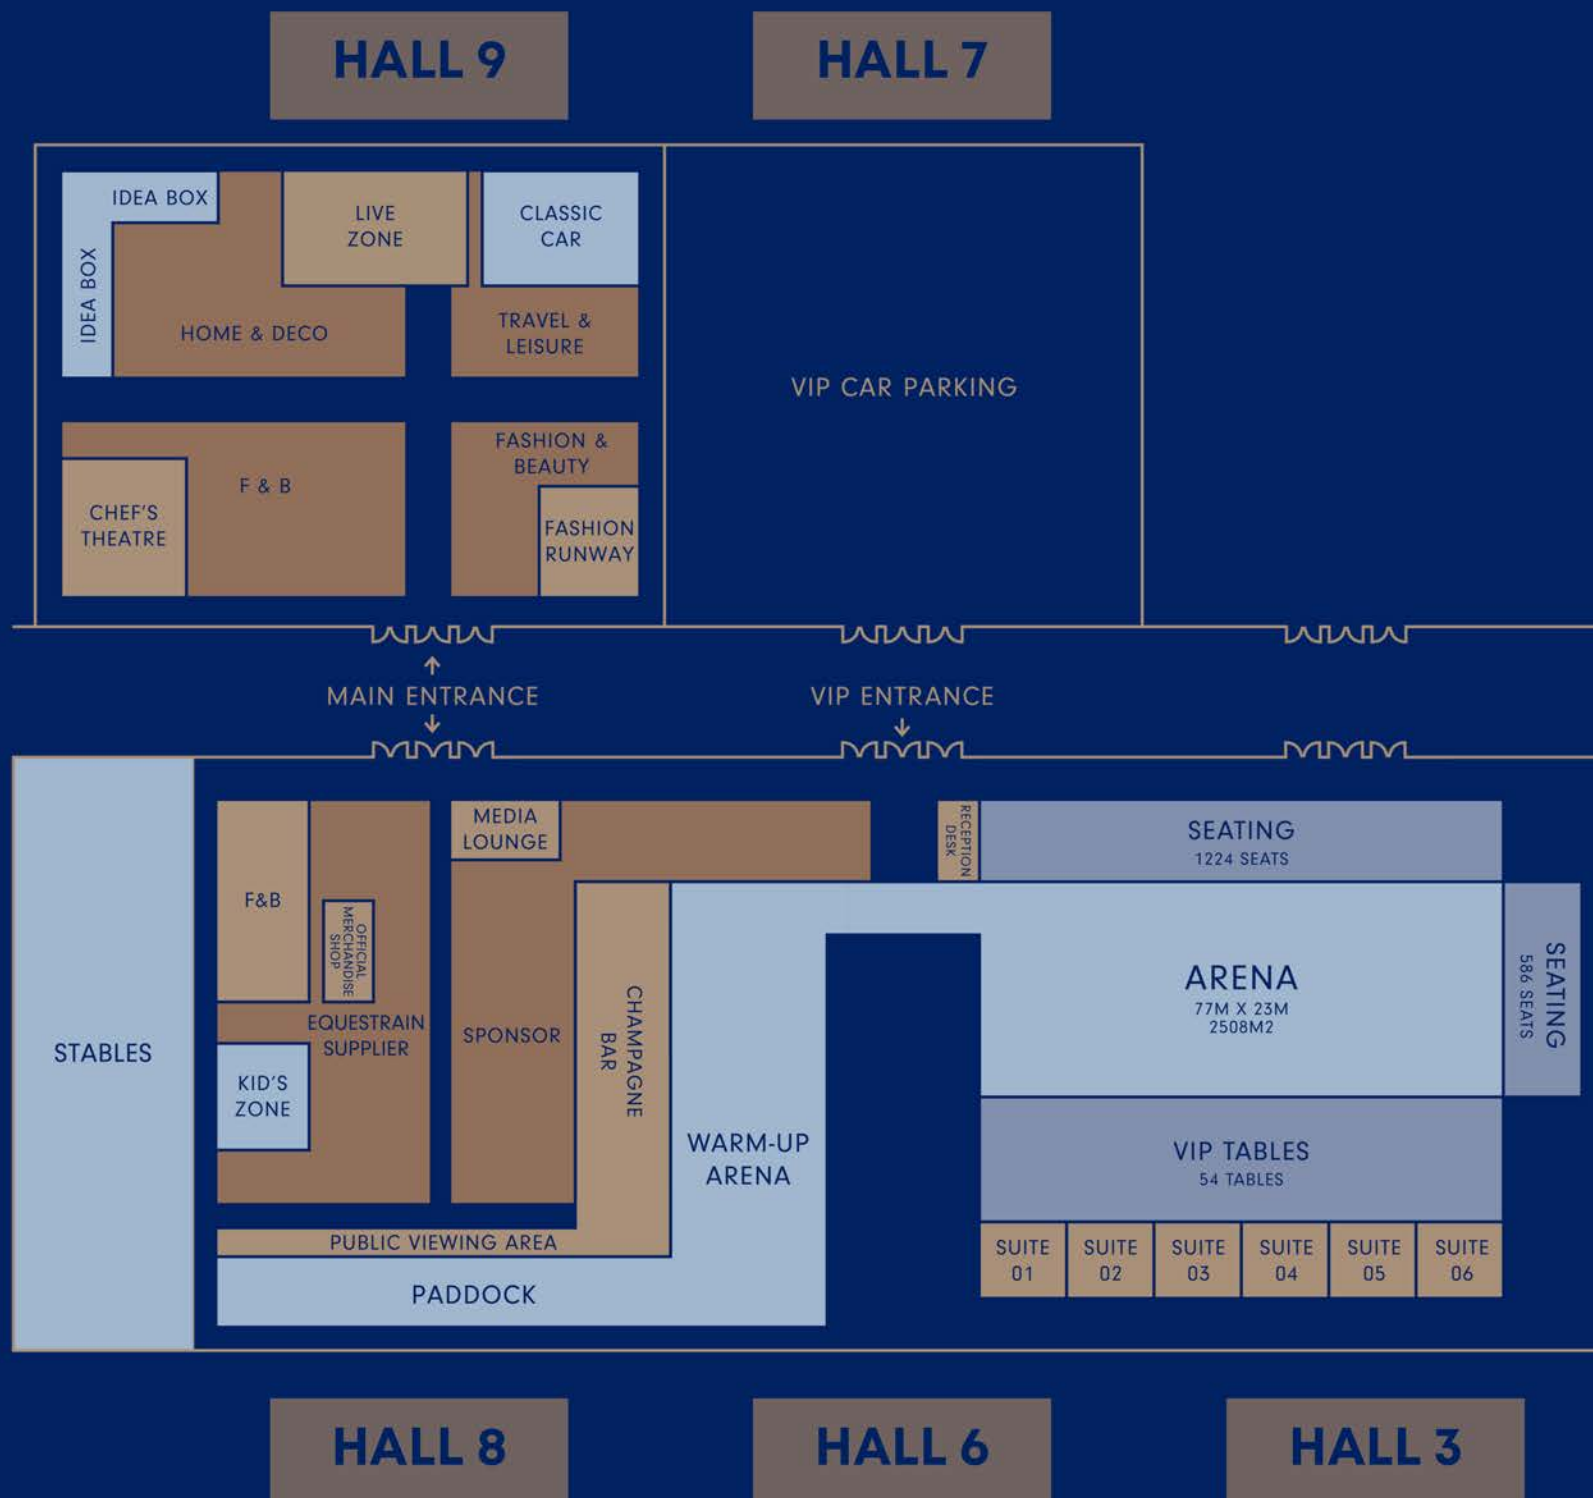 HALL 9
HALL 7
IDEA BOX
IDEA BOX
LIVE
ZONE
CLASSIC
CAR
HOME & DECO
TRAVEL &
LEISURE
VIP CAR PARKING
F & B
CHEF'S
THEATRE
FASHION &
BEAUTY
FASHION
RUNWAY
MAIN ENTRANCE
VIP ENTRANCE
STABLES
F&B
OFFICIAL
MERCHANDISE
SHOP
EQUESTRAIN
SUPPLIER
KID'S
ZONE
MEDIA
LOUNGE
SPONSOR
CHAMPAGNE
BAR
PUBLIC VIEWING AREA
PADDOCK
WARM-UP
ARENA
RECEPTION
DESK
SEATING
1224 SEATS
ARENA
77M X 23M
2508M2
SEATING
586 SEATS
VIP TABLES
54 TABLES
SUITE
01
SUITE
02
SUITE
03
SUITE
04
SUITE
05
SUITE
06
HALL 8
HALL 6
HALL 3